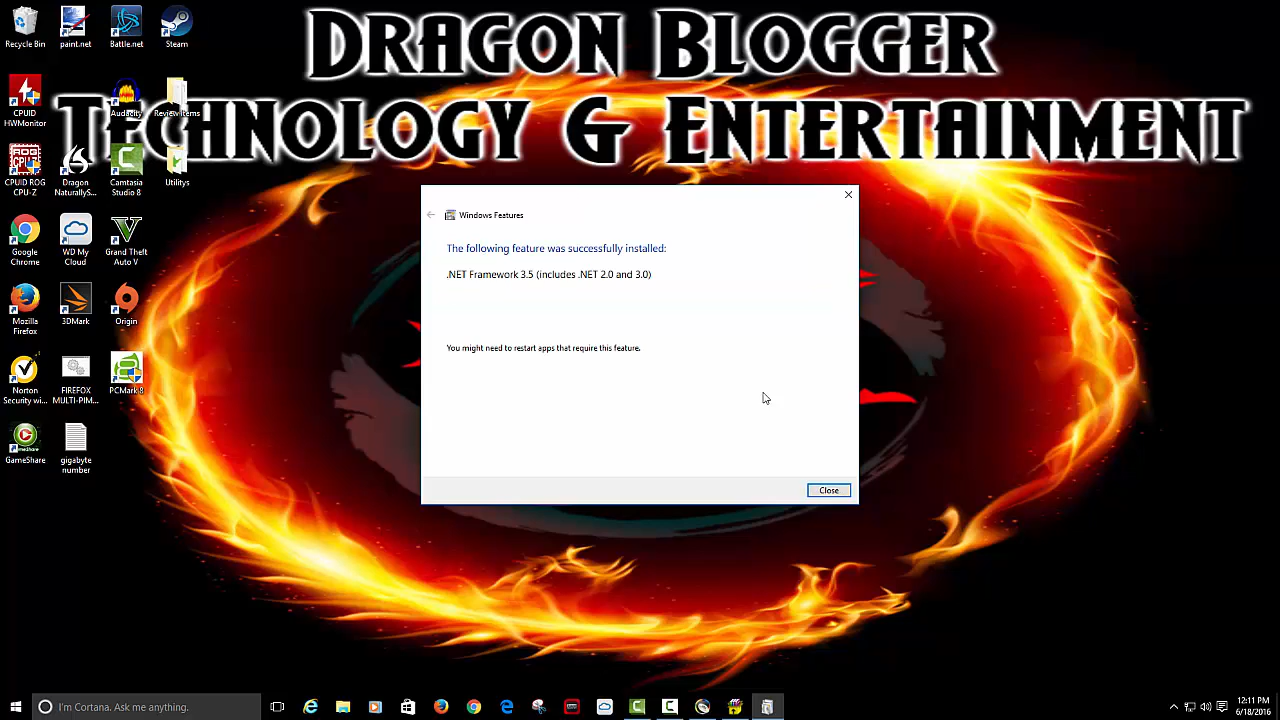 DRAGON BLOGGER
TECHNOLOGY & ENTERTAINMENT
Recycle Bin
paint.net
Battle.net
Steam
CPUID
HWMonitor
Audacity
Review Items
CPUID ROG
CPU-Z
Dragon
NaturallyS...
Camtasia
Studio 8
Utilitys
Google
Chrome
WD My
Cloud
Grand Theft
Auto V
Mozilla
Firefox
3DMark
Origin
Norton
Security wi...
FIREFOX
MULTI-PIM...
PCMark 8
GameShare
gigabyte
number
Windows Features
The following feature was successfully installed:
.NET Framework 3.5 (includes .NET 2.0 and 3.0)
You might need to restart apps that require this feature.
Close
I'm Cortana. Ask me anything.
12:11 PM
6/18/2016